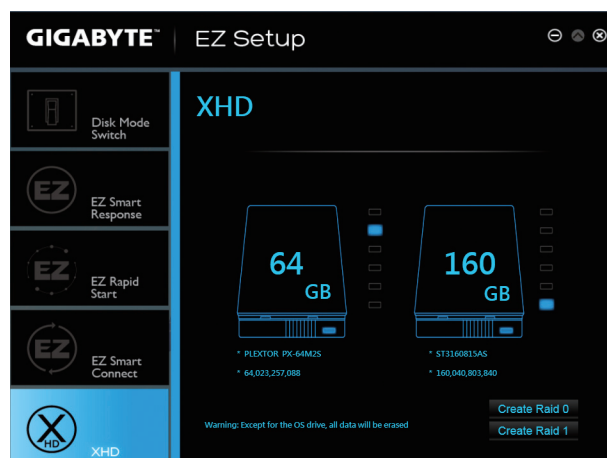 GIGABYTE™ EZ Setup
Disk Mode
Switch
EZ
EZ Smart
Response
EZ
EZ Rapid
Start
EZ
EZ Smart
Connect
X
HD
XHD
XHD
64
GB
160
GB
* PLEXTOR PX-64M2S
* 64,023,257,088
* ST3160815AS
* 160,040,803,840
Warning: Except for the OS drive, all data will be erased
Create Raid 0
Create Raid 1